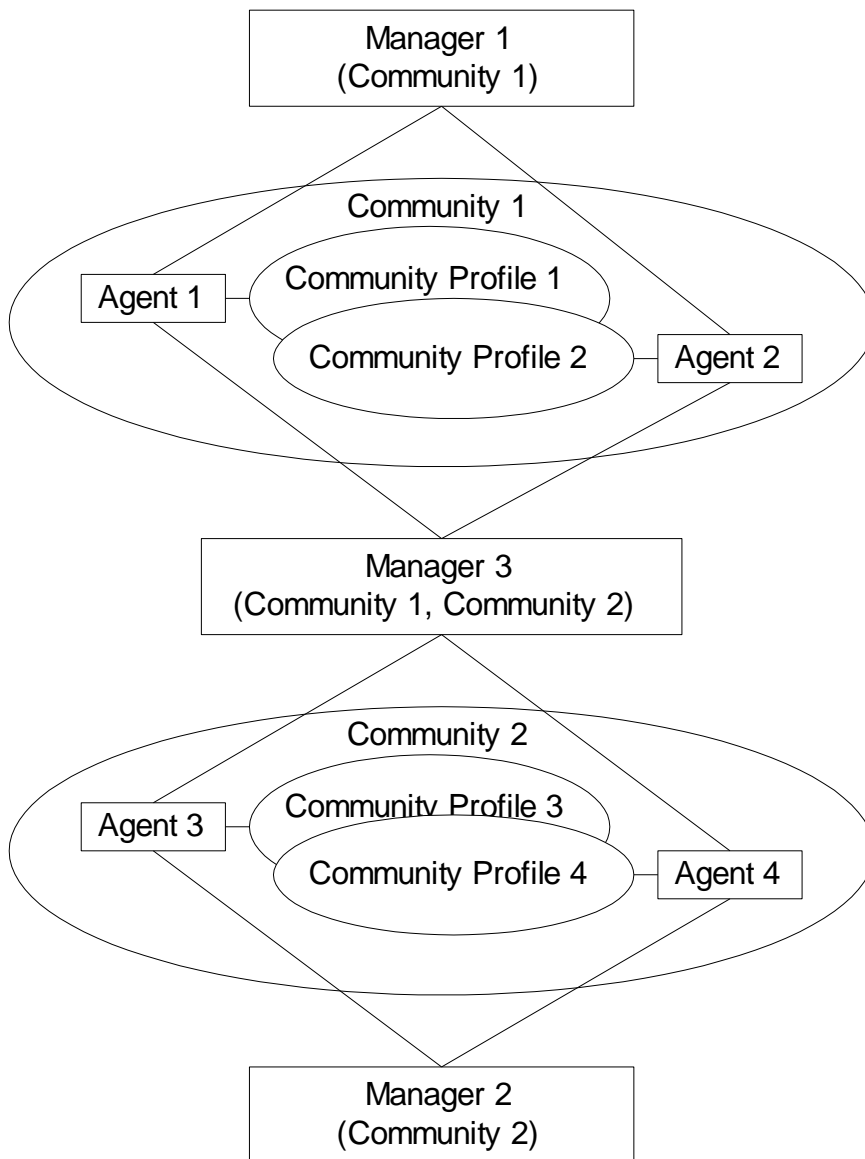 Manager 1
(Community 1)
Community 1
Community Profile 1
Agent 1
Community Profile 2
Agent 2
Manager 3
(Community 1, Community 2)
Community 2
Community Profile 3
Agent 3
Community Profile 4
Agent 4
Manager 2
(Community 2)